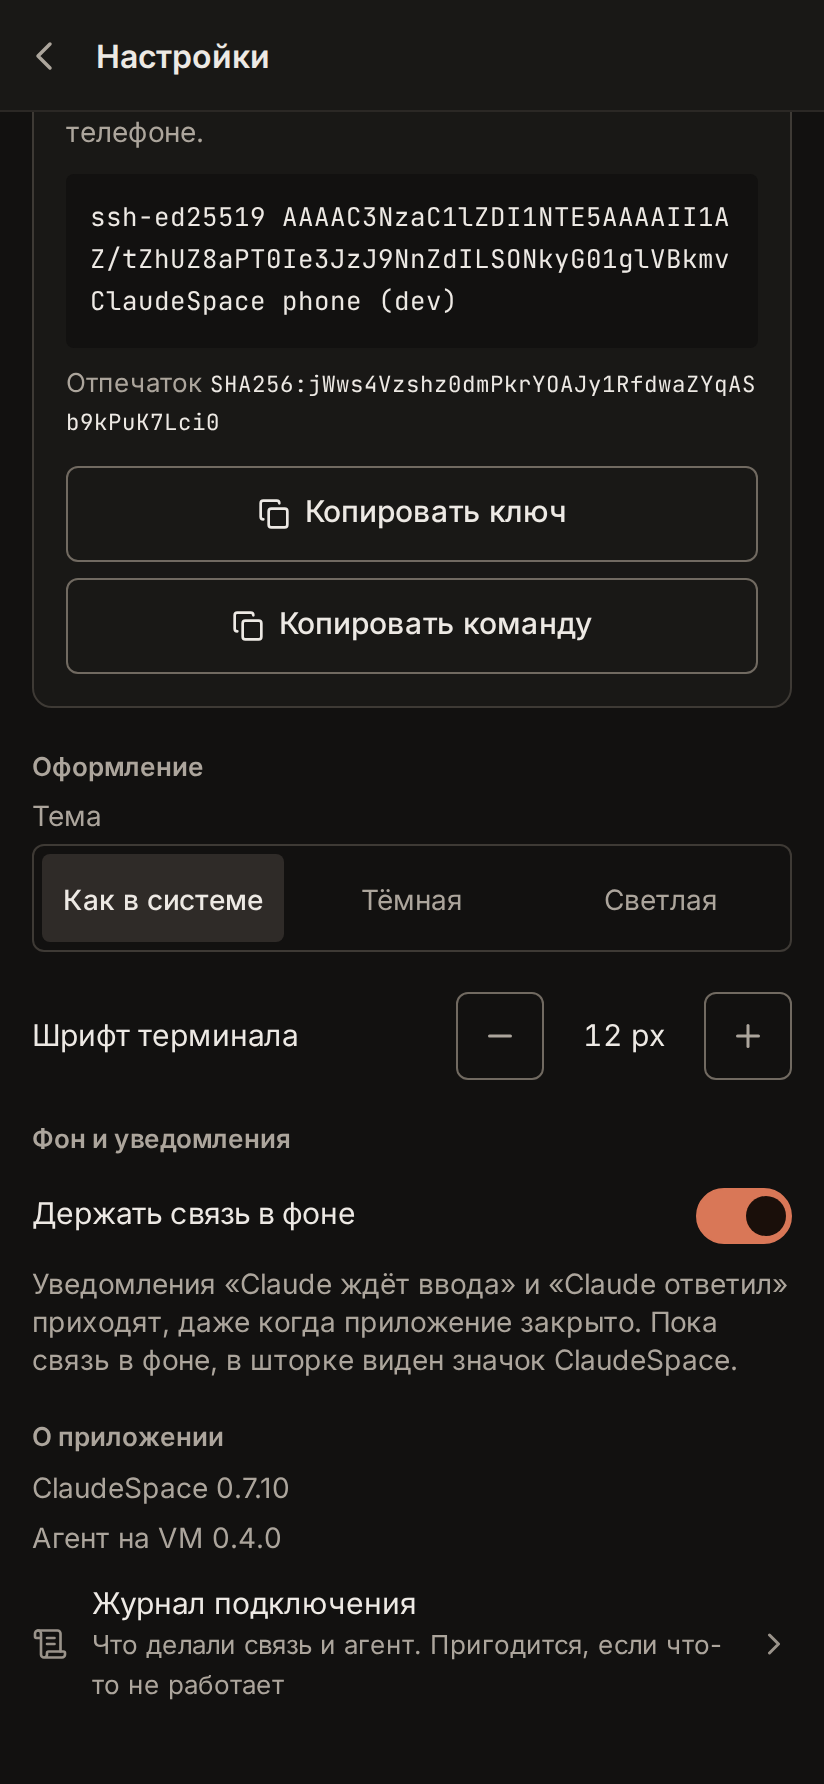 Настройки
телефоне.
ssh-ed25519 AAAAC3NzaC1lZDI1NTE5AAAAII1A
Z/tZhUZ8aPT0Ie3JzJ9NnZdILSONkyG01glVBkmv
ClaudeSpace phone (dev)
Отпечаток SHA256:jWws4Vzshz0dmPkrYOAJy1RfdwaZYqAS
b9kPuK7Lci0
Копировать ключ
Копировать команду
Оформление
Тема
Как в системе Тёмная Светлая
Шрифт терминала 12 px
Фон и уведомления
Держать связь в фоне
Уведомления «Claude ждёт ввода» и «Claude ответил»
приходят, даже когда приложение закрыто. Пока
связь в фоне, в шторке виден значок ClaudeSpace.
О приложении
ClaudeSpace 0.7.10
Агент на VM 0.4.0
Журнал подключения
Что делали связь и агент. Пригодится, если что-
то не работает